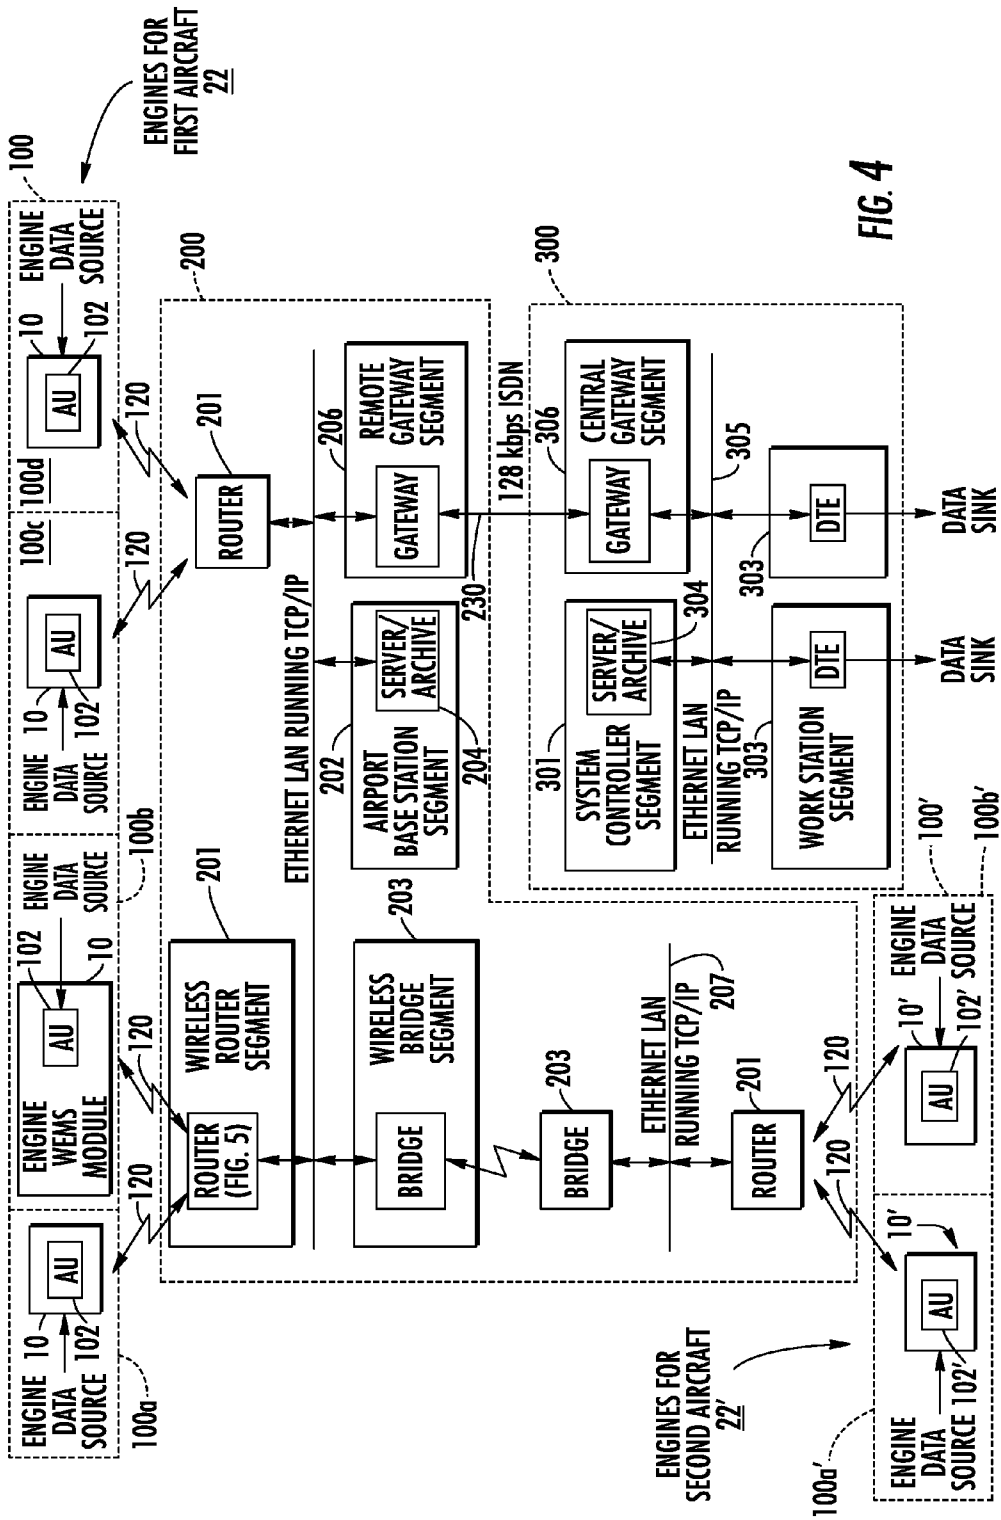 ENGINE
DATA
SOURCE
10
102
AU
100a
120
ENGINE
WEMS
MODULE
AU
102
10
120
ENGINE
DATA
SOURCE
100b
ENGINE
DATA
SOURCE
10
102
AU
100c
120
100d
AU
10
102
120
ENGINE
DATA
SOURCE
100
ENGINES FOR
FIRST AIRCRAFT
22
ROUTER
(FIG. 5)
WIRELESS
ROUTER
SEGMENT
201
ROUTER
201
200
ETHERNET LAN RUNNING TCP/IP
BRIDGE
WIRELESS
BRIDGE
SEGMENT
203
202
AIRPORT
BASE STATION
SEGMENT
SERVER/
ARCHIVE
204
206
GATEWAY
REMOTE
GATEWAY
SEGMENT
230
128 kbps ISDN
BRIDGE
203
301
SYSTEM
CONTROLLER
SEGMENT
SERVER/
ARCHIVE
304
306
GATEWAY
CENTRAL
GATEWAY
SEGMENT
300
ETHERNET LAN
RUNNING TCP/IP
207
ETHERNET LAN
RUNNING TCP/IP
305
ROUTER
201
303
WORK STATION
SEGMENT
DTE
303
DTE
DATA
SINK
DATA
SINK
ENGINES FOR
SECOND AIRCRAFT
22'
100a'
120
120
ENGINE
DATA
SOURCE
102'
AU
10'
AU
10'
102'
ENGINE
DATA
SOURCE
100'
100b'
FIG. 4